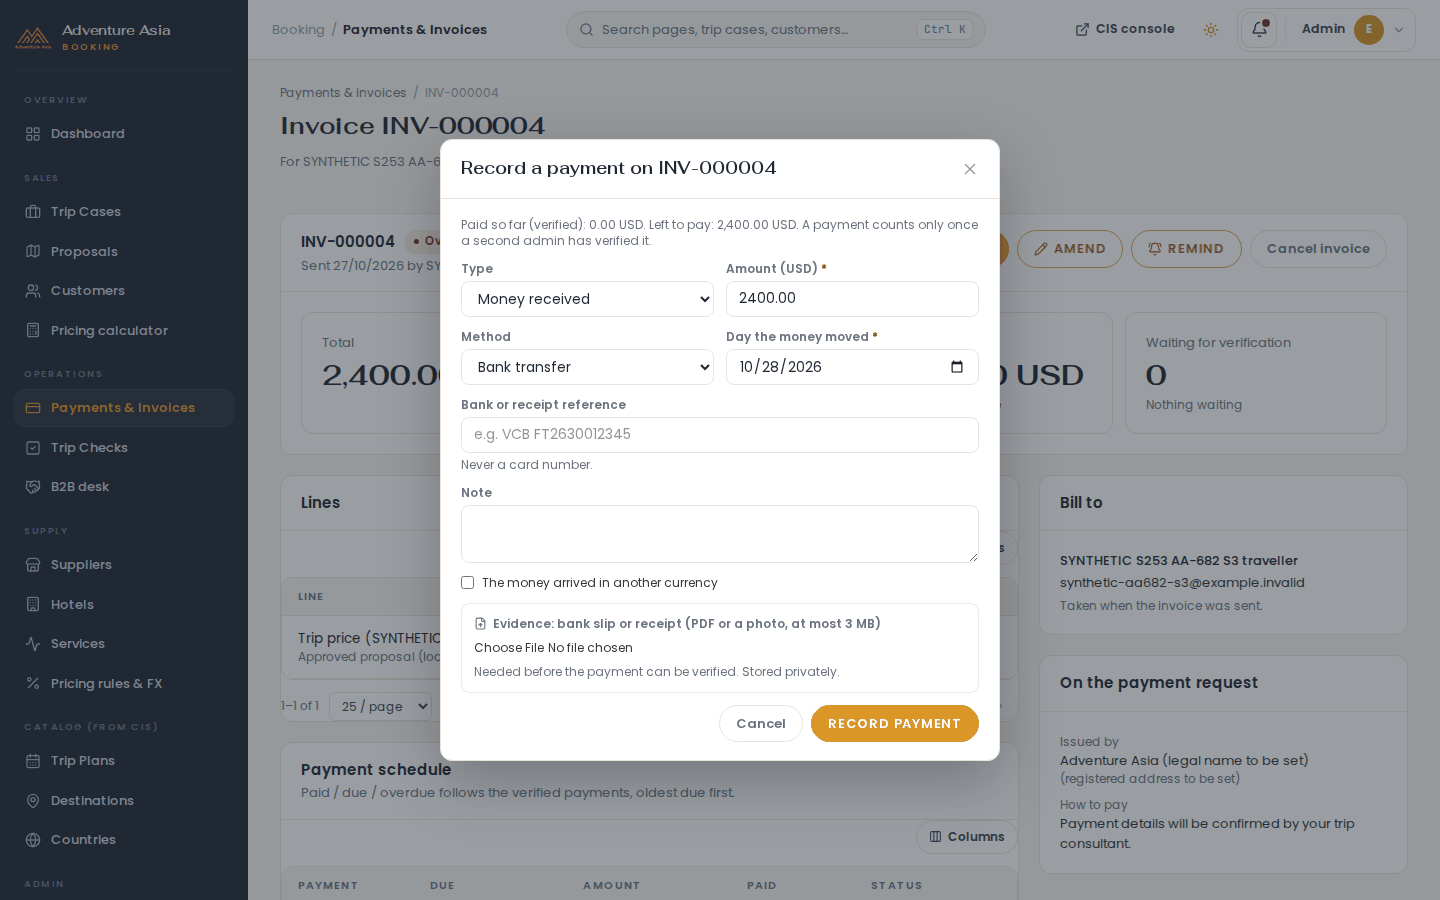 Adventure Asia
BOOKING
Adventure Asia
OVERVIEW
Dashboard
SALES
Trip Cases
Proposals
Customers
Pricing calculator
OPERATIONS
Payments & Invoices
Trip Checks
B2B desk
SUPPLY
Suppliers
Hotels
Services
Pricing rules & FX
CATALOG (FROM CIS)
Trip Plans
Destinations
Countries
ADMIN
Booking / Payments & Invoices
Search pages, trip cases, customers...
Ctrl K
CIS console
Admin
E
Payments & invoices / INV-000004
Invoice INV-000004
For SYNTHETIC S253 AA-6
INV-000004
Sent 27/10/2026 by
AMEND
REMIND
Cancel invoice
Total
2,400.0
USD
Waiting for verification
0
Nothing waiting
Record a payment on INV-000004
Paid so far (verified): 0.00 USD. Left to pay: 2,400.00 USD. A payment counts only once
a second admin has verified it.
Type
Amount (USD) *
Money received
2400.00
Method
Day the money moved *
Bank transfer
10/28/2026
Bank or receipt reference
e.g. VCB FT2630012345
Never a card number.
Note
The money arrived in another currency
Evidence: bank slip or receipt (PDF or a photo, at most 3 MB)
Choose File No file chosen
Needed before the payment can be verified. Stored privately.
Cancel
RECORD PAYMENT
Lines
LINE
Trip price (SYNTHETIC
Approved proposal (loc
1–1 of 1
25 / page
Payment schedule
Paid / due / overdue follows the verified payments, oldest due first.
Columns
PAYMENT
DUE
AMOUNT
PAID
STATUS
Bill to
SYNTHETIC S253 AA-682 S3 traveller
synthetic-aa682-s3@example.invalid
Taken when the invoice was sent.
On the payment request
Issued by
Adventure Asia (legal name to be set)
(registered address to be set)
How to pay
Payment details will be confirmed by your trip
consultant.